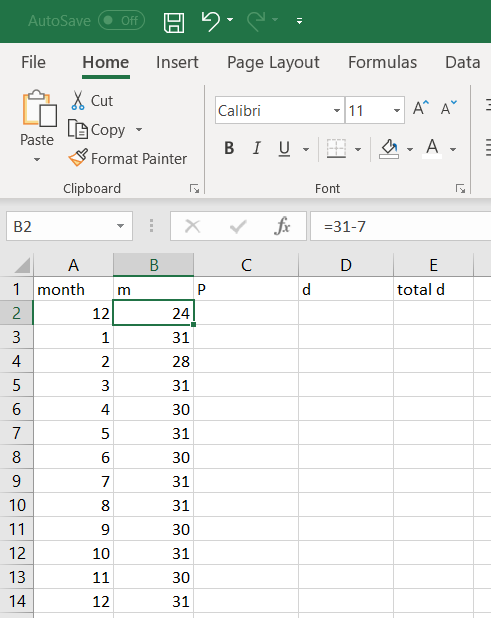 AutoSave Off
File Home Insert Page Layout Formulas Data
Paste
Cut
Copy
Format Painter
Clipboard
Calibri 11
B I U A
Font
B2 fx =31-7
A B C D E
1 month m P d total d
2 12 24
3 1 31
4 2 28
5 3 31
6 4 30
7 5 31
8 6 30
9 7 31
10 8 31
11 9 30
12 10 31
13 11 30
14 12 31